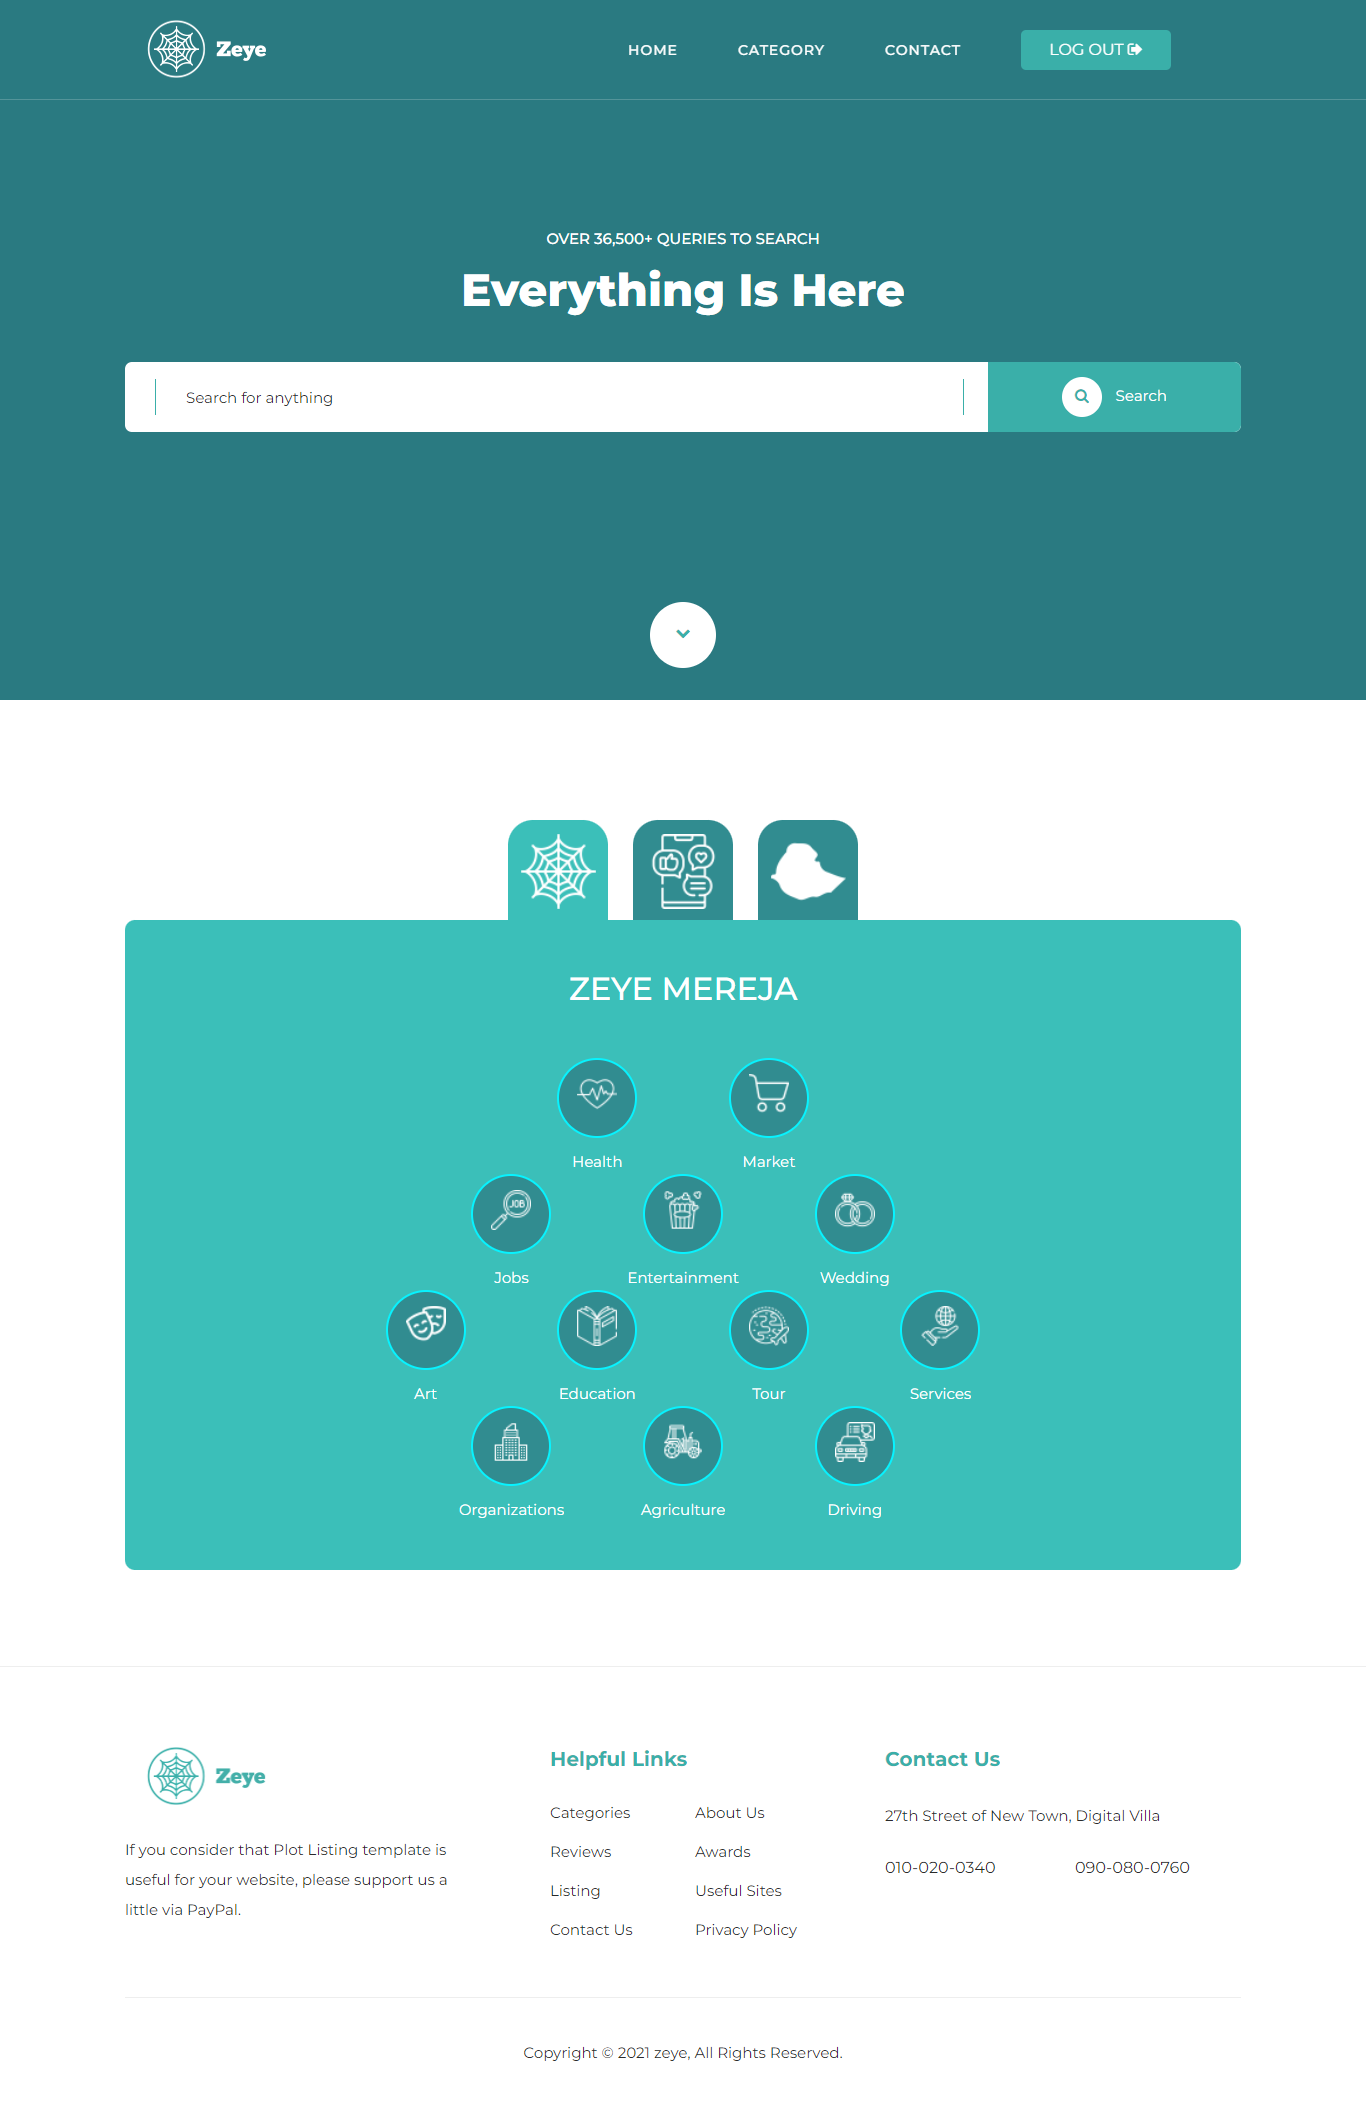 Zeye
HOME CATEGORY CONTACT LOG OUT
OVER 36,500+ QUERIES TO SEARCH
Everything Is Here
Search for anything
Search
ZEYE MEREJA
Health Market
JOB
Jobs Entertainment Wedding
Art Education Tour Services
Organizations Agriculture Driving
Zeye
If you consider that Plot Listing template is
useful for your website, please support us a
little via PayPal.
Helpful Links
Categories About Us
Reviews Awards
Listing Useful Sites
Contact Us Privacy Policy
Contact Us
27th Street of New Town, Digital Villa
010-020-0340 090-080-0760
Copyright © 2021 zeye, All Rights Reserved.